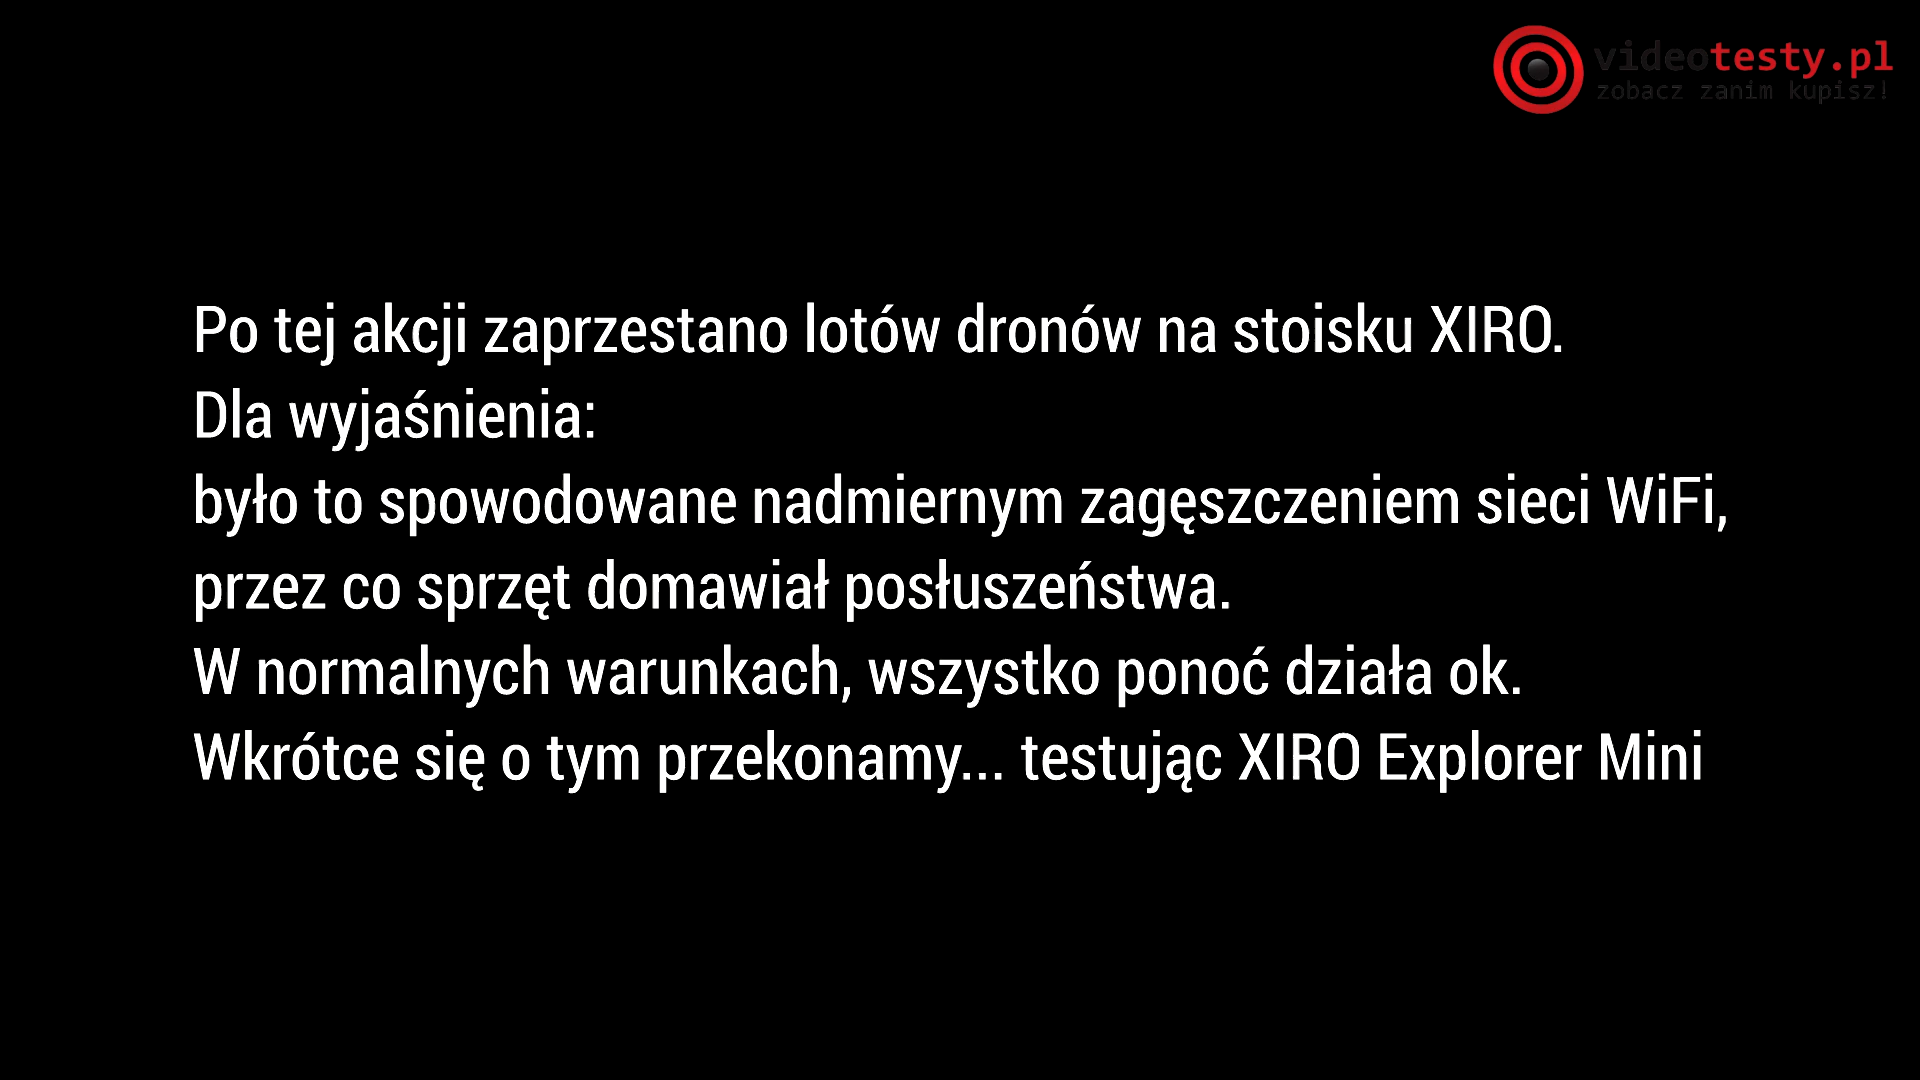 videotesty.pl
zobacz zanim kupisz!
Po tej akcji zaprzestano lotów dronów na stoisku XIRO.
Dla wyjaśnienia:
było to spowodowane nadmiernym zagęszczeniem sieci WiFi,
przez co sprzęt domawiał posłuszeństwa.
W normalnych warunkach, wszystko ponoć działa ok.
Wkrótce się o tym przekonamy... testując XIRO Explorer Mini